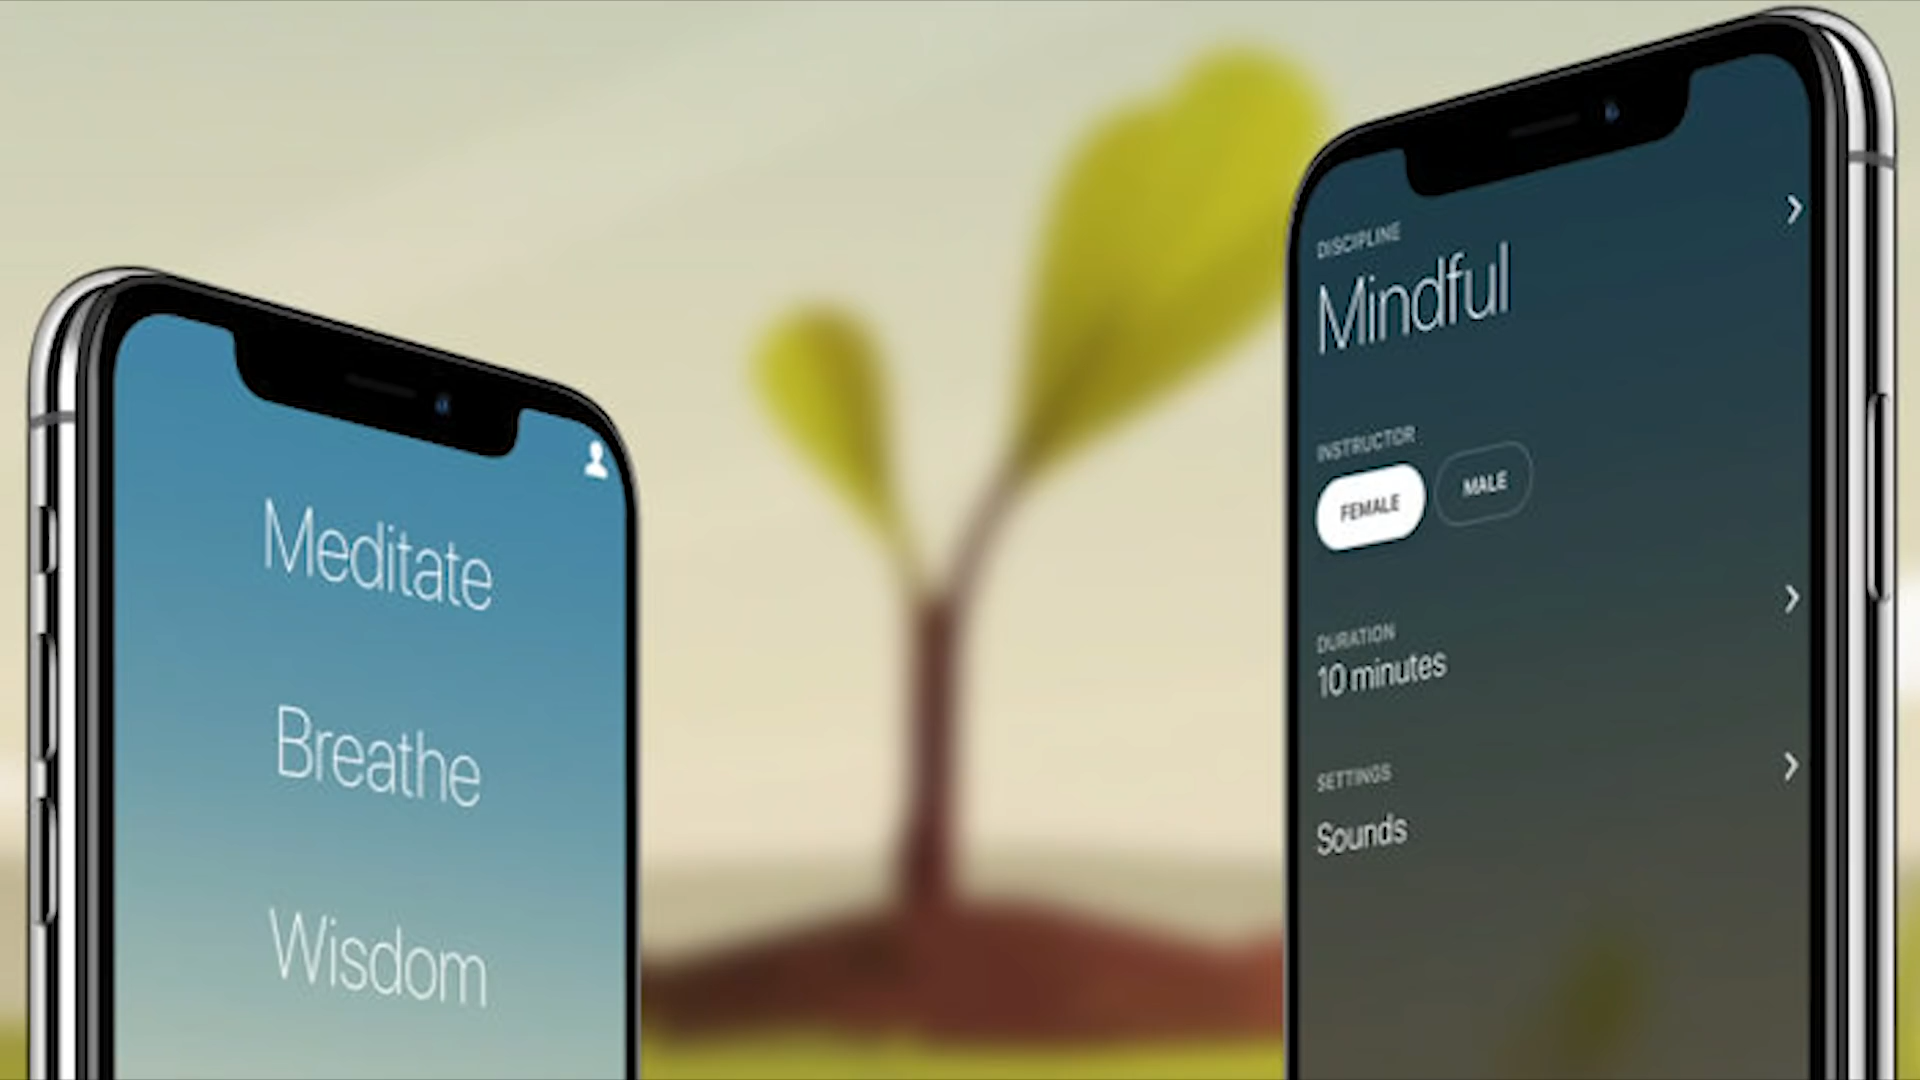 Meditate
Breathe
Wisdom
DISCIPLINE
Mindful
INSTRUCTOR
FEMALE
MALE
DURATION
10 minutes
SETTINGS
Sounds